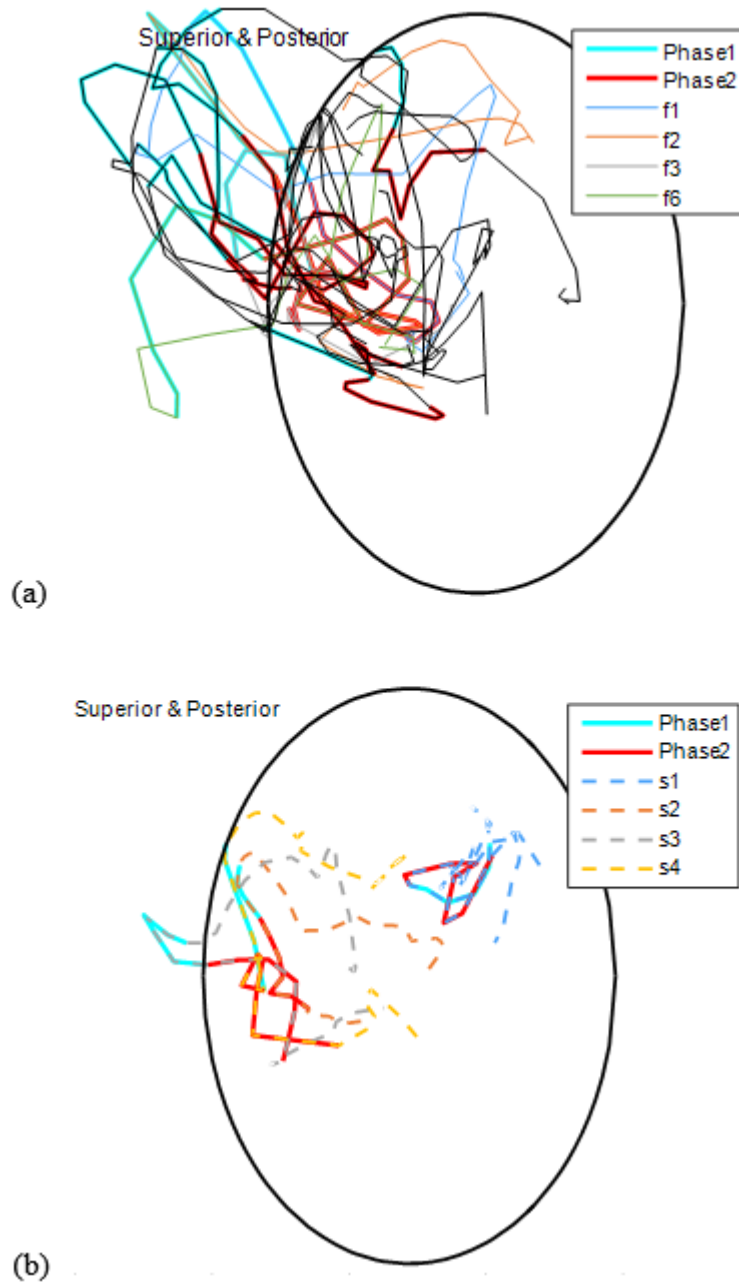 Superior & Posterior
Phase1
Phase2
f1
f2
f3
f6
(a)
Superior & Posterior
Phase1
Phase2
s1
s2
s3
s4
(b)